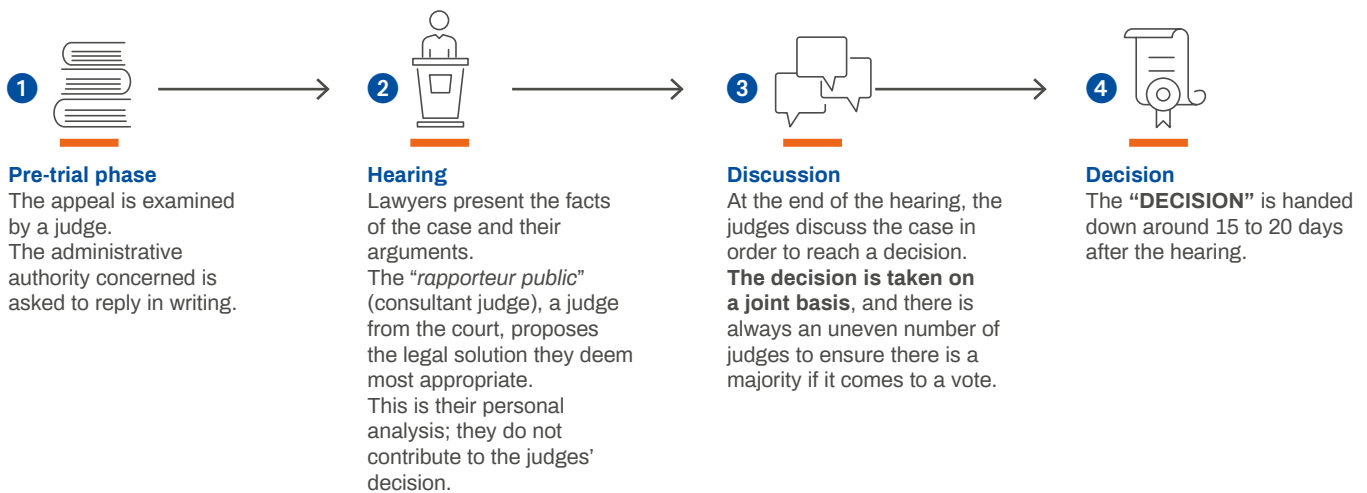 1
Pre-trial phase
The appeal is examined
by a judge.
The administrative
authority concerned is
asked to reply in writing.
2
Hearing
Lawyers present the facts
of the case and their
arguments.
The “rapporteur public”
(consultant judge), a judge
from the court, proposes
the legal solution they deem
most appropriate.
This is their personal
analysis; they do not
contribute to the judges’
decision.
3
Discussion
At the end of the hearing, the
judges discuss the case in
order to reach a decision.
The decision is taken on
a joint basis, and there is
always an uneven number of
judges to ensure there is a
majority if it comes to a vote.
4
Decision
The “DECISION” is handed
down around 15 to 20 days
after the hearing.